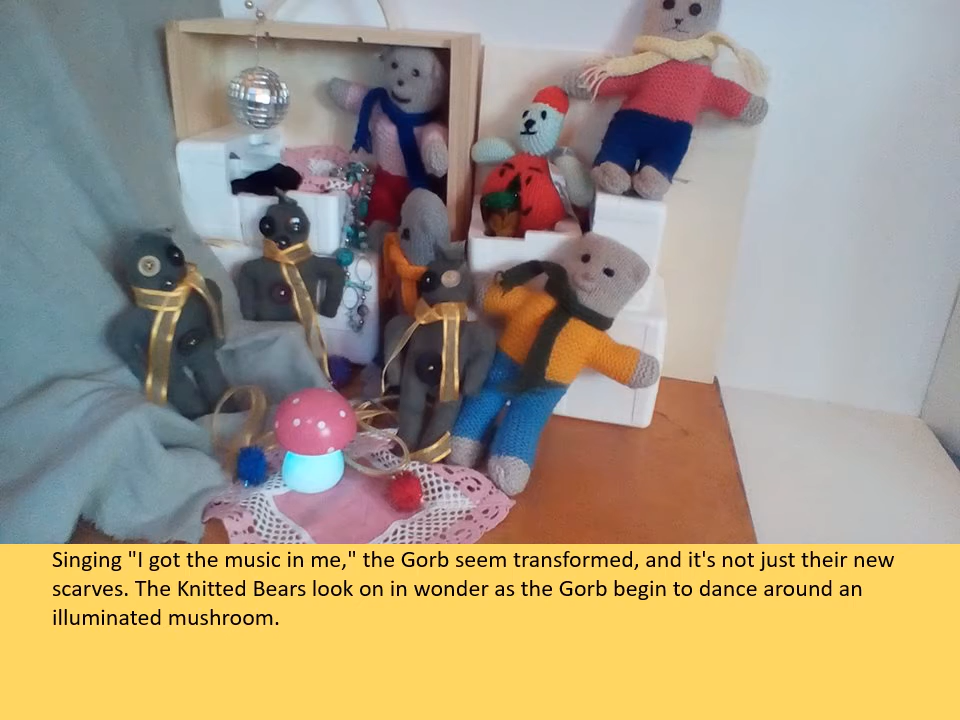 Singing "I got the music in me," the Gorb seem transformed, and it's not just their new
scarves. The Knitted Bears look on in wonder as the Gorb begin to dance around an
illuminated mushroom.